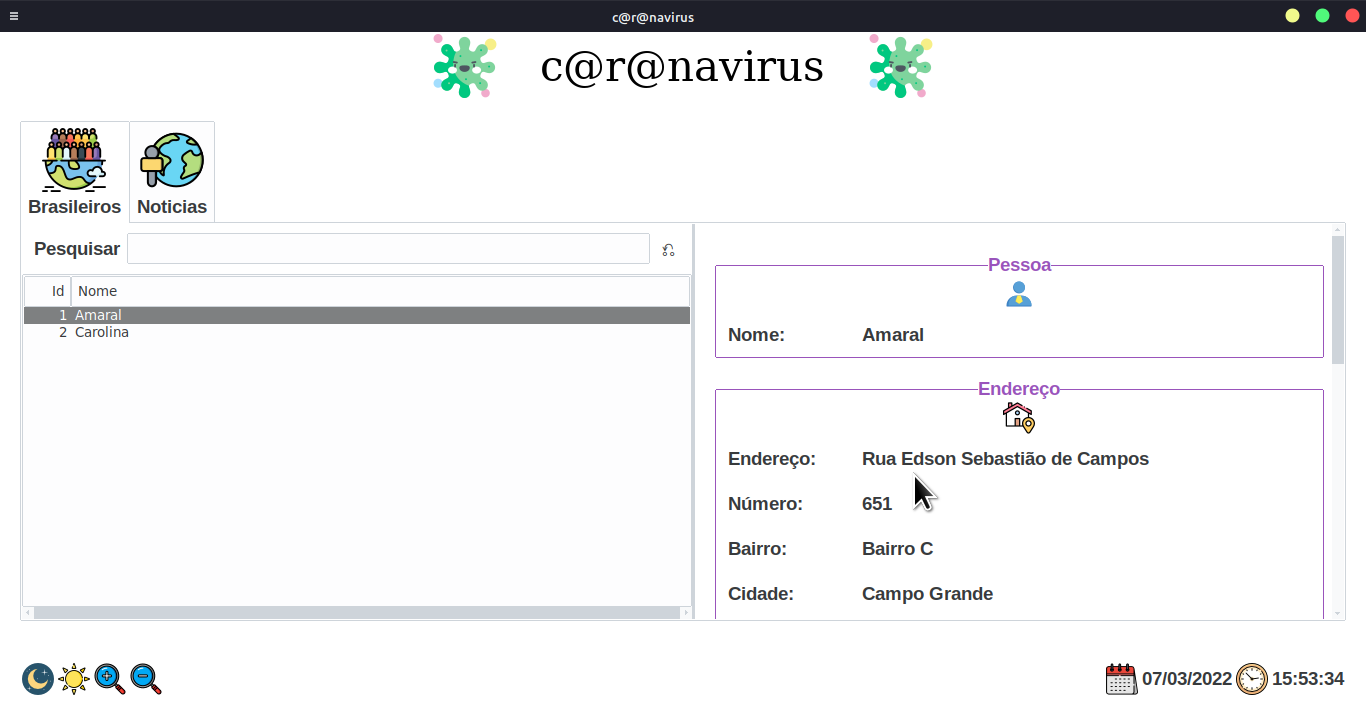 c@r@navirus
c@r@navirus
Brasileiros Noticias
Pesquisar
Id Nome
1 Amaral
2 Carolina
Pessoa
Nome: Amaral
Endereço
Endereço: Rua Edson Sebastião de Campos
Número: 651
Bairro: Bairro C
Cidade: Campo Grande
07/03/2022 15:53:34